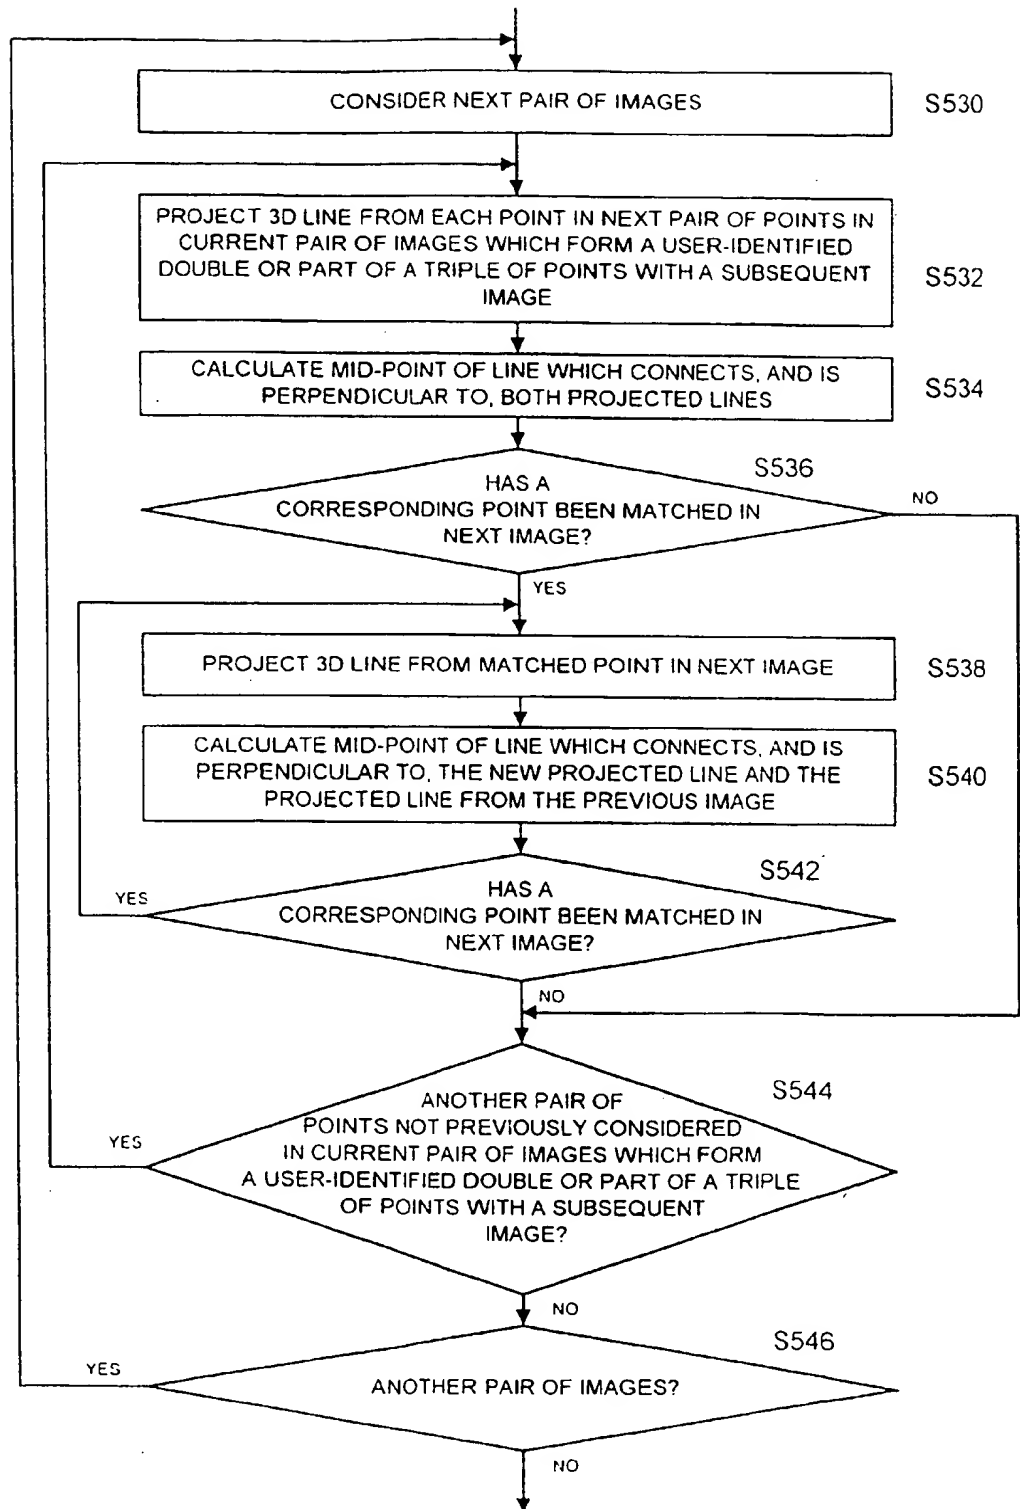 CONSIDER NEXT PAIR OF IMAGES
S530
PROJECT 3D LINE FROM EACH POINT IN NEXT PAIR OF POINTS IN
CURRENT PAIR OF IMAGES WHICH FORM A USER-IDENTIFIED
DOUBLE OR PART OF A TRIPLE OF POINTS WITH A SUBSEQUENT
IMAGE
S532
CALCULATE MID-POINT OF LINE WHICH CONNECTS, AND IS
PERPENDICULAR TO, BOTH PROJECTED LINES
S534
S536
HAS A
CORRESPONDING POINT BEEN MATCHED IN
NEXT IMAGE?
NO
YES
PROJECT 3D LINE FROM MATCHED POINT IN NEXT IMAGE
S538
CALCULATE MID-POINT OF LINE WHICH CONNECTS, AND IS
PERPENDICULAR TO, THE NEW PROJECTED LINE AND THE
PROJECTED LINE FROM THE PREVIOUS IMAGE
S540
S542
YES
HAS A
CORRESPONDING POINT BEEN MATCHED IN
NEXT IMAGE?
NO
S544
YES
ANOTHER PAIR OF
POINTS NOT PREVIOUSLY CONSIDERED
IN CURRENT PAIR OF IMAGES WHICH FORM
A USER-IDENTIFIED DOUBLE OR PART OF A TRIPLE
OF POINTS WITH A SUBSEQUENT
IMAGE?
NO
S546
YES
ANOTHER PAIR OF IMAGES?
NO